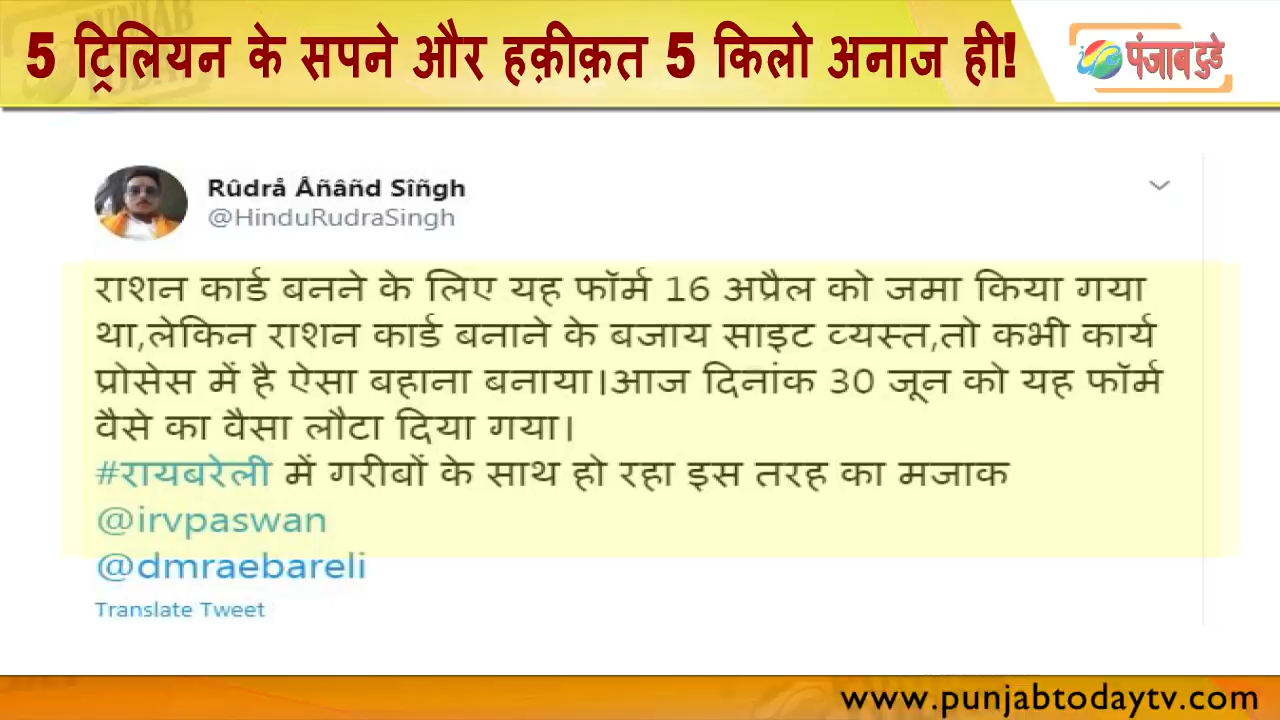 5 ट्रिलियन के सपने और हक़ीक़त 5 किलो अनाज ही!
पंजाब टुडे
Rûdrå Åñâñd Sîñgh
@HinduRudraSingh
राशन कार्ड बनने के लिए यह फॉर्म 16 अप्रैल को जमा किया गया
था,लेकिन राशन कार्ड बनाने के बजाय साइट व्यस्त,तो कभी कार्य
प्रोसेस में है ऐसा बहाना बनाया।आज दिनांक 30 जून को यह फॉर्म
वैसे का वैसा लौटा दिया गया।
#रायबरेली में गरीबों के साथ हो रहा इस तरह का मजाक
@irvpaswan
@dmraebareli
Translate Tweet
www.punjabtodaytv.com